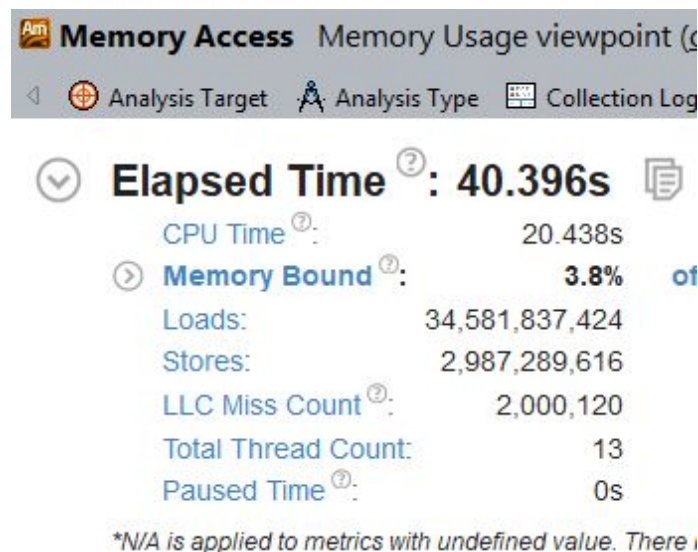 Am Memory Access Memory Usage viewpoint (
Analysis Target Analysis Type Collection Log
Elapsed Time ?: 40.396s
CPU Time ?: 20.438s
Memory Bound ?: 3.8% of
Loads: 34,581,837,424
Stores: 2,987,289,616
LLC Miss Count ?: 2,000,120
Total Thread Count: 13
Paused Time ?: 0s
*N/A is applied to metrics with undefined value. There